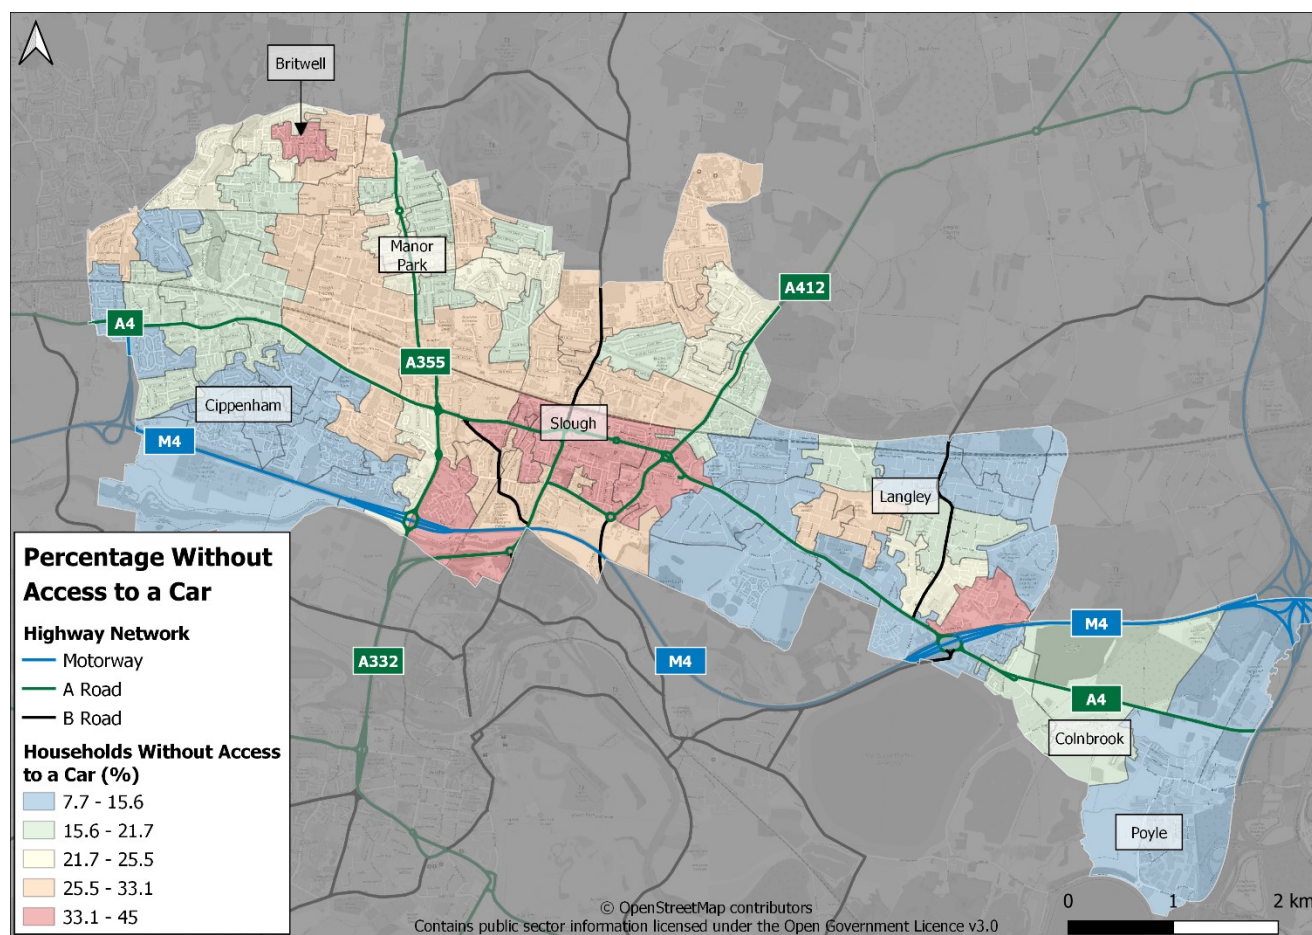 Britwell
Manor
Park
A412
A4
A355
Cippenham
Slough
M4
Langley
A332
M4
M4
A4
Colnbrook
Poyle
Percentage Without
Access to a Car
Highway Network
Motorway
A Road
B Road
Households Without Access
to a Car (%)
7.7 - 15.6
15.6 - 21.7
21.7 - 25.5
25.5 - 33.1
33.1 - 45
0 1 2 km
© OpenStreetMap contributors
Contains public sector information licensed under the Open Government Licence v3.0